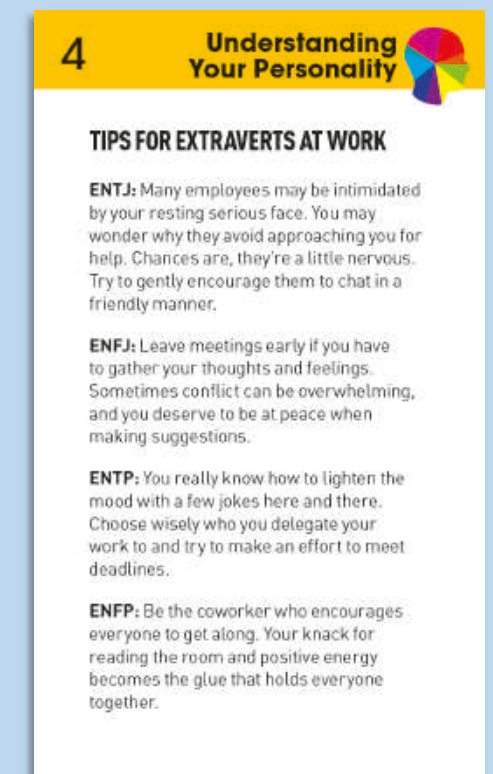 4
Understanding
Your Personality
TIPS FOR EXTRAVERTS AT WORK
ENTJ: Many employees may be intimidated
by your resting serious face. You may
wonder why they avoid approaching you for
help. Chances are, they're a little nervous.
Try to gently encourage them to chat in a
friendly manner.
ENFJ: Leave meetings early if you have
to gather your thoughts and feelings.
Sometimes conflict can be overwhelming,
and you deserve to be at peace when
making suggestions.
ENTP: You really know how to lighten the
mood with a few jokes here and there.
Choose wisely who you delegate your
work to and try to make an effort to meet
deadlines.
ENFP: Be the coworker who encourages
everyone to get along. Your knack for
reading the room and positive energy
becomes the glue that holds everyone
together.